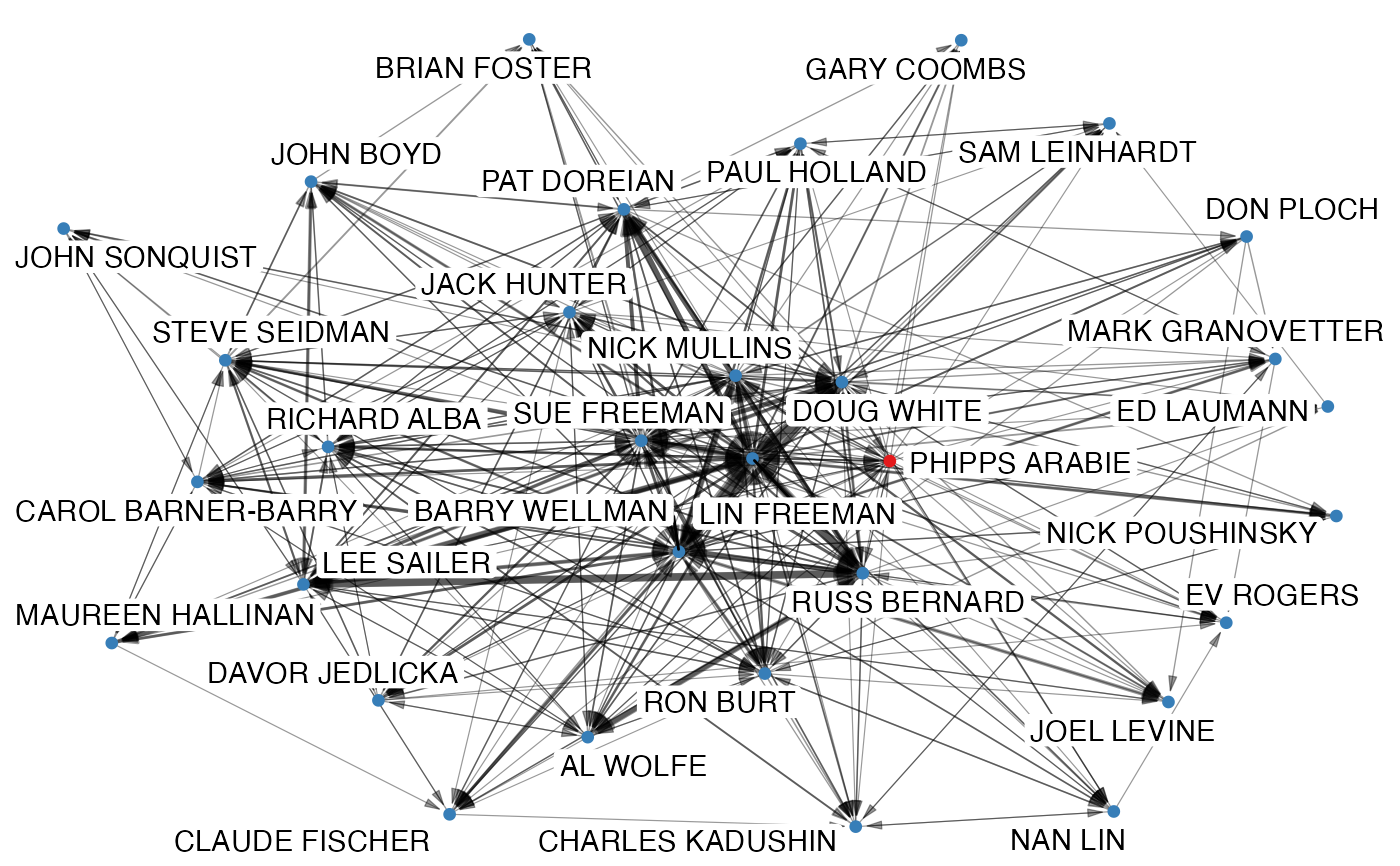 BRIAN FOSTER
GARY COOMBS
JOHN BOYD
SAM LEINHARDT
PAT DOREIAN
PAUL HOLLAND
DON PLOCH
JOHN SONQUIST
JACK HUNTER
STEVE SEIDMAN
MARK GRANOVETTER
NICK MULLINS
RICHARD ALBA
SUE FREEMAN
DOUG WHITE
ED LAUMANN
PHIPPS ARABIE
CAROL BARNER-BARRY
BARRY WELLMAN
LIN FREEMAN
NICK POUSHINSKY
LEE SAILER
EV ROGERS
RUSS BERNARD
MAUREEN HALLINAN
DAVOR JEDLICKA
RON BURT
JOEL LEVINE
AL WOLFE
CLAUDE FISCHER
CHARLES KADUSHIN
NAN LIN